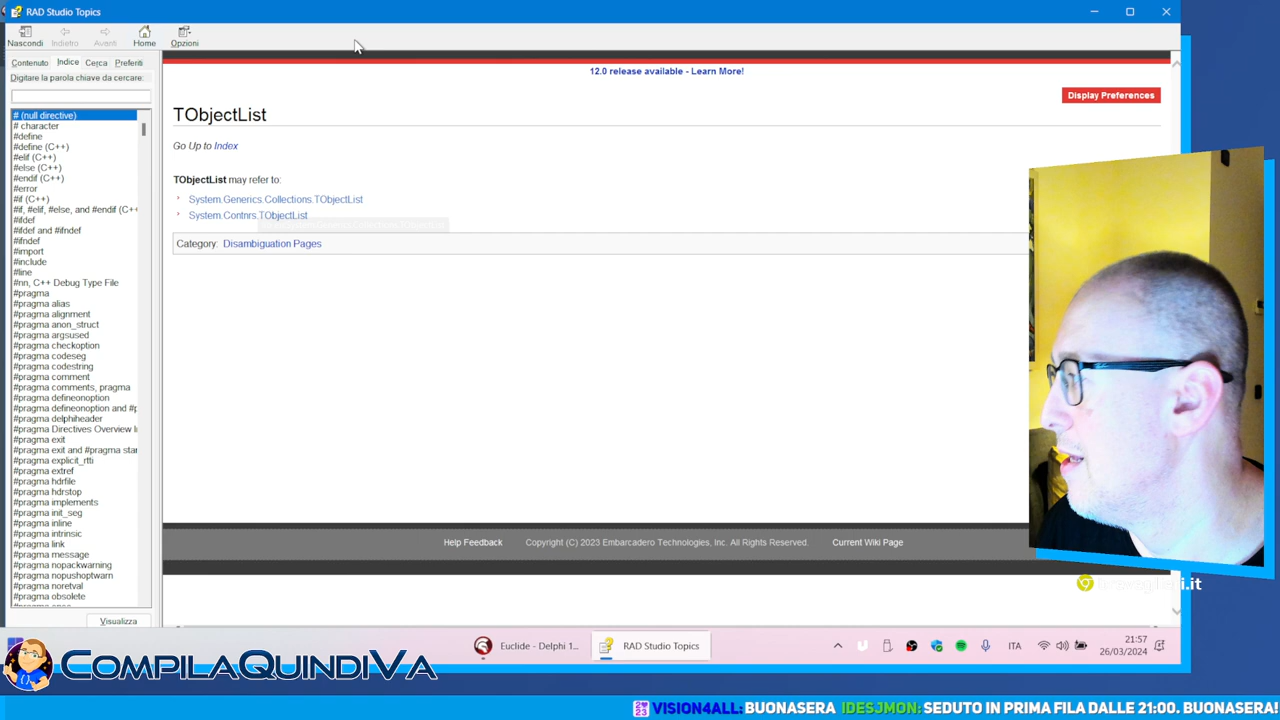 RAD Studio Topics
Nascondi
Indietro
Avanti
Home
Opzioni
Contenuto
Indice
Cerca
Preferiti
Digitare la parola chiave da cercare:
# (null directive)
# character
#define
#define (C++)
#elif (C++)
#else (C++)
#endif (C++)
#error
#if (C++)
#if, #elif, #else, and #endif (C++
#ifdef
#ifdef and #ifndef
#ifndef
#import
#include
#line
#nn, C++ Debug Type File
#pragma
#pragma alias
#pragma alignment
#pragma anon_struct
#pragma argsused
#pragma checkoption
#pragma codeseg
#pragma codestring
#pragma comment
#pragma comments, pragma
#pragma defineonoption
#pragma defineonoption and #p
#pragma delphiheader
#pragma Directives Overview I
#pragma exit
#pragma exit and #pragma star
#pragma explicit_rtti
#pragma extref
#pragma hdrfile
#pragma hdrstop
#pragma implements
#pragma init_seg
#pragma inline
#pragma intrinsic
#pragma link
#pragma message
#pragma nopackwarning
#pragma nopushoptwarn
#pragma noretval
#pragma obsolete
Visualizza
12.0 release available - Learn More!
Display Preferences
TObjectList
Go Up to Index
TObjectList may refer to:
System.Generics.Collections.TObjectList
System.Contnrs.TObjectList
Category: Disambiguation Pages
Help Feedback
Copyright (C) 2023 Embarcadero Technologies, Inc. All Rights Reserved.
Current Wiki Page
Euclide - Delphi 1...
RAD Studio Topics
ITA
21:57
26/03/2024
COMPILAQUINDIVA
VISION4ALL: BUONASERA IDESJMON: SEDUTO IN PRIMA FILA DALLE 21:00. BUONASERA!